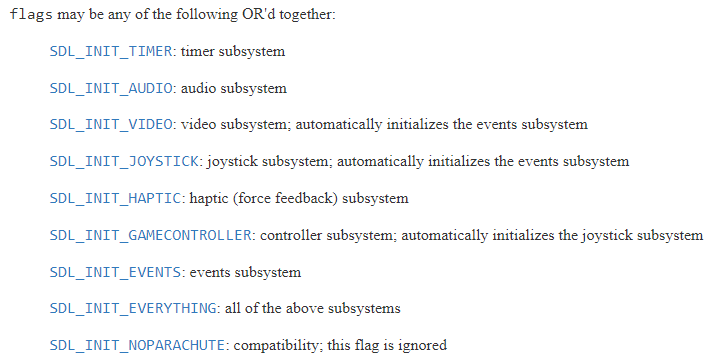 flags may be any of the following OR'd together:
SDL_INIT_TIMER: timer subsystem
SDL_INIT_AUDIO: audio subsystem
SDL_INIT_VIDEO: video subsystem; automatically initializes the events subsystem
SDL_INIT_JOYSTICK: joystick subsystem; automatically initializes the events subsystem
SDL_INIT_HAPTIC: haptic (force feedback) subsystem
SDL_INIT_GAMECONTROLLER: controller subsystem; automatically initializes the joystick subsystem
SDL_INIT_EVENTS: events subsystem
SDL_INIT_EVERYTHING: all of the above subsystems
SDL_INIT_NOPARACHUTE: compatibility; this flag is ignored